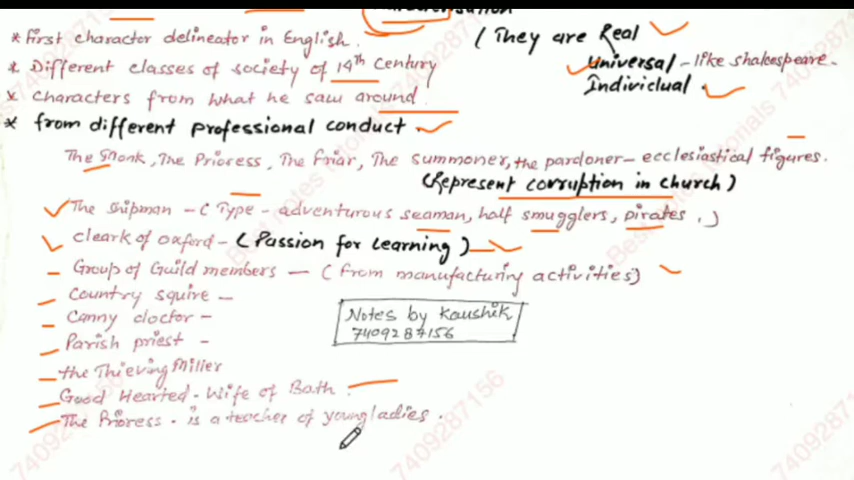 * First character delineator in English.
(They are Real
* Different classes of society of 14th Century
Universal - like shakespeare.
Individual.
* characters from what he saw around.
* from different professional conduct.
The Monk, The Prioress, The Friar, The summoner, the pardoner - ecclesiastical figures.
(Represent corruption in church)
The Shipman - (Type - adventurous seaman, half smugglers, pirates.)
Cleark of Oxford - (Passion for Learning)
Group of Guild members - (from manufacturing activities)
Country squire -
Canny doctor -
Parish priest -
the Thieving Miller
Good Hearted - Wife of Bath.
The Prioress - is a teacher of young ladies.
Notes by Kaushik
7409287156